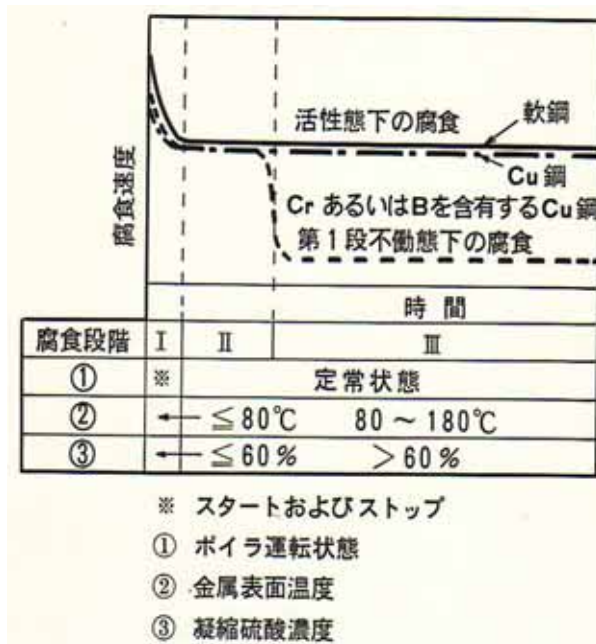 活性態下の腐食
軟鋼
Cu鋼
Cr あるいはBを含有するCu鋼
第1段不働態下の腐食
腐食速度
時間
腐食段階 I II III
① ※ 定常状態
② ← ≦80℃ 80～180℃
③ ← ≦60% >60%
※ スタートおよびストップ
① ボイラ運転状態
② 金属表面温度
③ 凝縮硫酸濃度